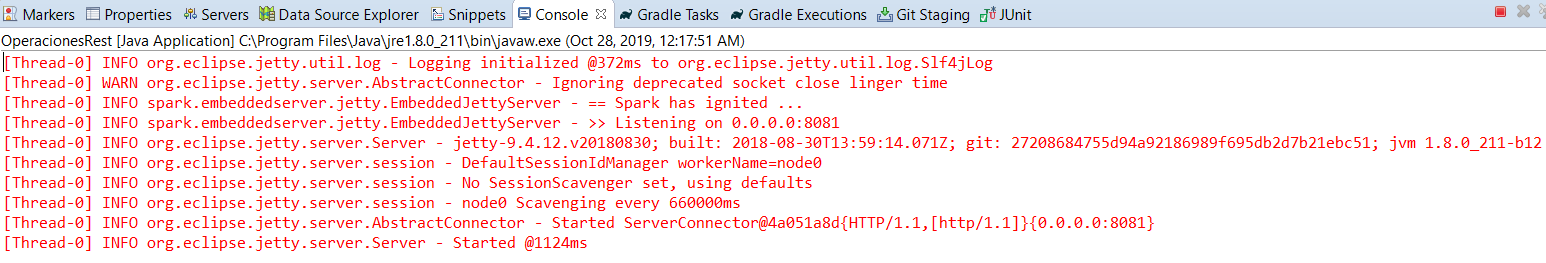 Markers Properties Servers Data Source Explorer Snippets Console Gradle Tasks Gradle Executions Git Staging JUnit
OperacionesRest [Java Application] C:\Program Files\Java\jre1.8.0_211\bin\javaw.exe (Oct 28, 2019, 12:17:51 AM)
[Thread-0] INFO org.eclipse.jetty.util.log - Logging initialized @372ms to org.eclipse.jetty.util.log.Slf4jLog
[Thread-0] WARN org.eclipse.jetty.server.AbstractConnector - Ignoring deprecated socket close linger time
[Thread-0] INFO spark.embeddedserver.jetty.EmbeddedJettyServer - == Spark has ignited ...
[Thread-0] INFO spark.embeddedserver.jetty.EmbeddedJettyServer - >> Listening on 0.0.0.0:8081
[Thread-0] INFO org.eclipse.jetty.server.Server - jetty-9.4.12.v20180830; built: 2018-08-30T13:59:14.071Z; git: 27208684755d94a92186989f695db2d7b21ebc51; jvm 1.8.0_211-b12
[Thread-0] INFO org.eclipse.jetty.server.session - DefaultSessionIdManager workerName=node0
[Thread-0] INFO org.eclipse.jetty.server.session - No SessionScavenger set, using defaults
[Thread-0] INFO org.eclipse.jetty.server.session - node0 Scavenging every 660000ms
[Thread-0] INFO org.eclipse.jetty.server.AbstractConnector - Started ServerConnector@4a051a8d{HTTP/1.1,[http/1.1]}{0.0.0.0:8081}
[Thread-0] INFO org.eclipse.jetty.server.Server - Started @1124ms